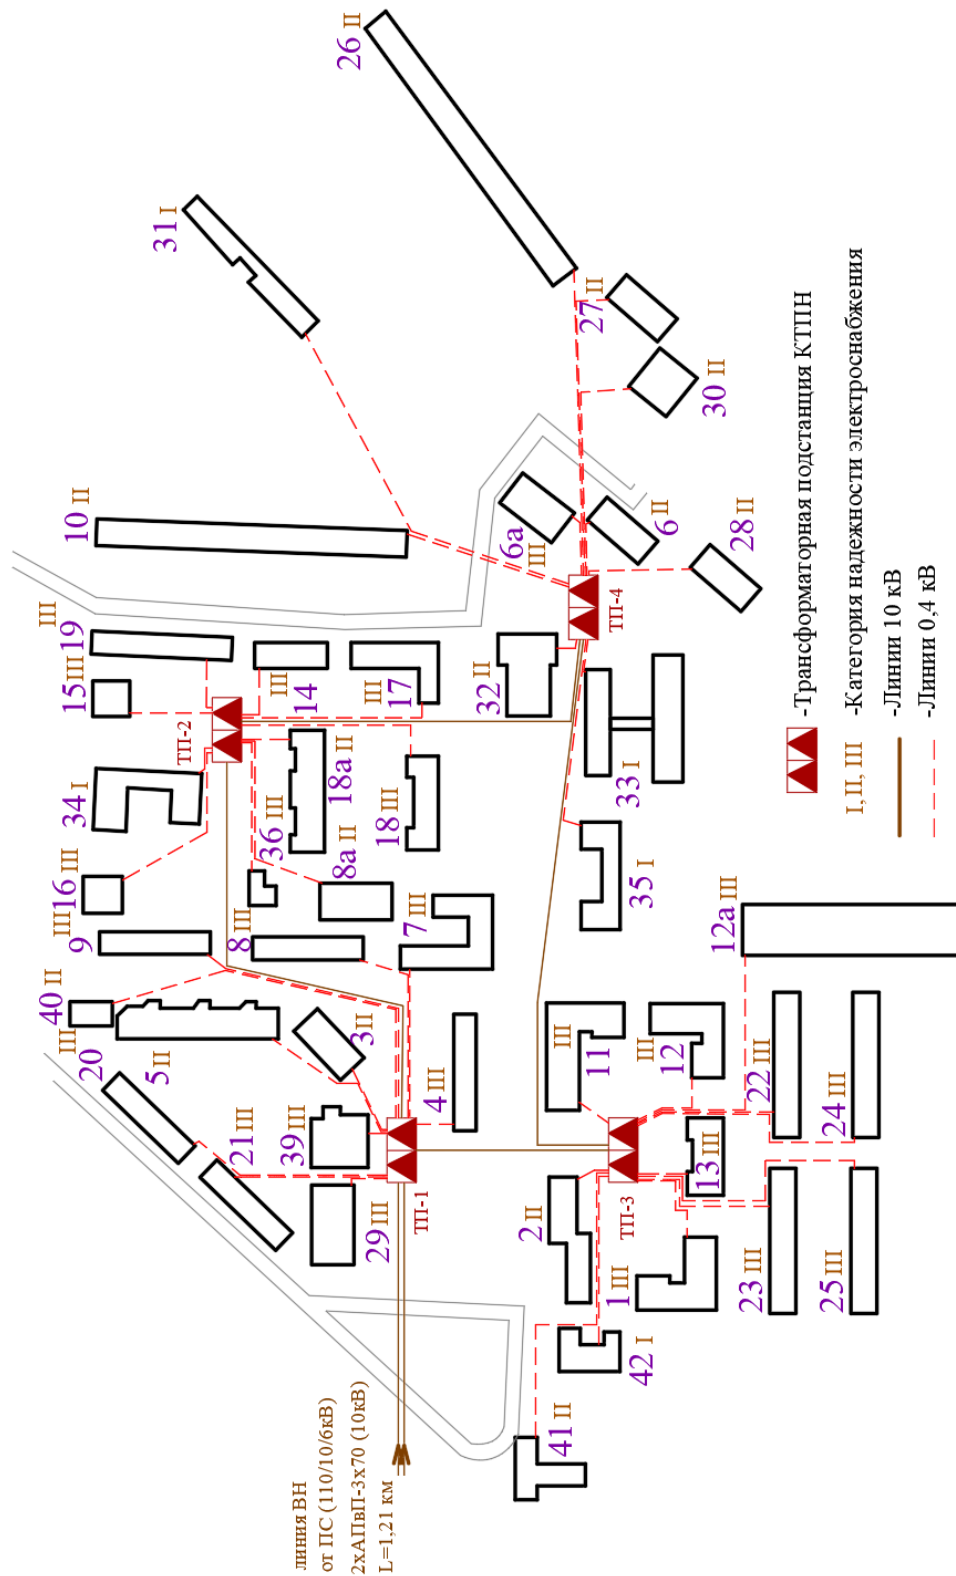 26 II
31 I
10 II
19 III
15 III
ТП-2
34 I
16 III
9 III
40 II
20 III
5 II
21 III
39 III
29 III
3 II
8 III
36 III
8а II
18а II
14 III
17 III
18 III
7 III
4 III
ТП-1
27 II
30 II
6а III
6 II
28 II
ТП-4
32 II
33 I
35 I
12а III
11 III
12 III
22 III
24 III
13 III
ТП-3
2 II
1 III
42 I
41 II
23 III
25 III
линия ВН
от ПС (110/10/6кВ)
2хАПвП-3х70 (10кВ)
L=1,21 км
-Трансформаторная подстанция КТПН
I, II, III -Категория надежности электроснабжения
-Линии 10 кВ
-Линии 0,4 кВ